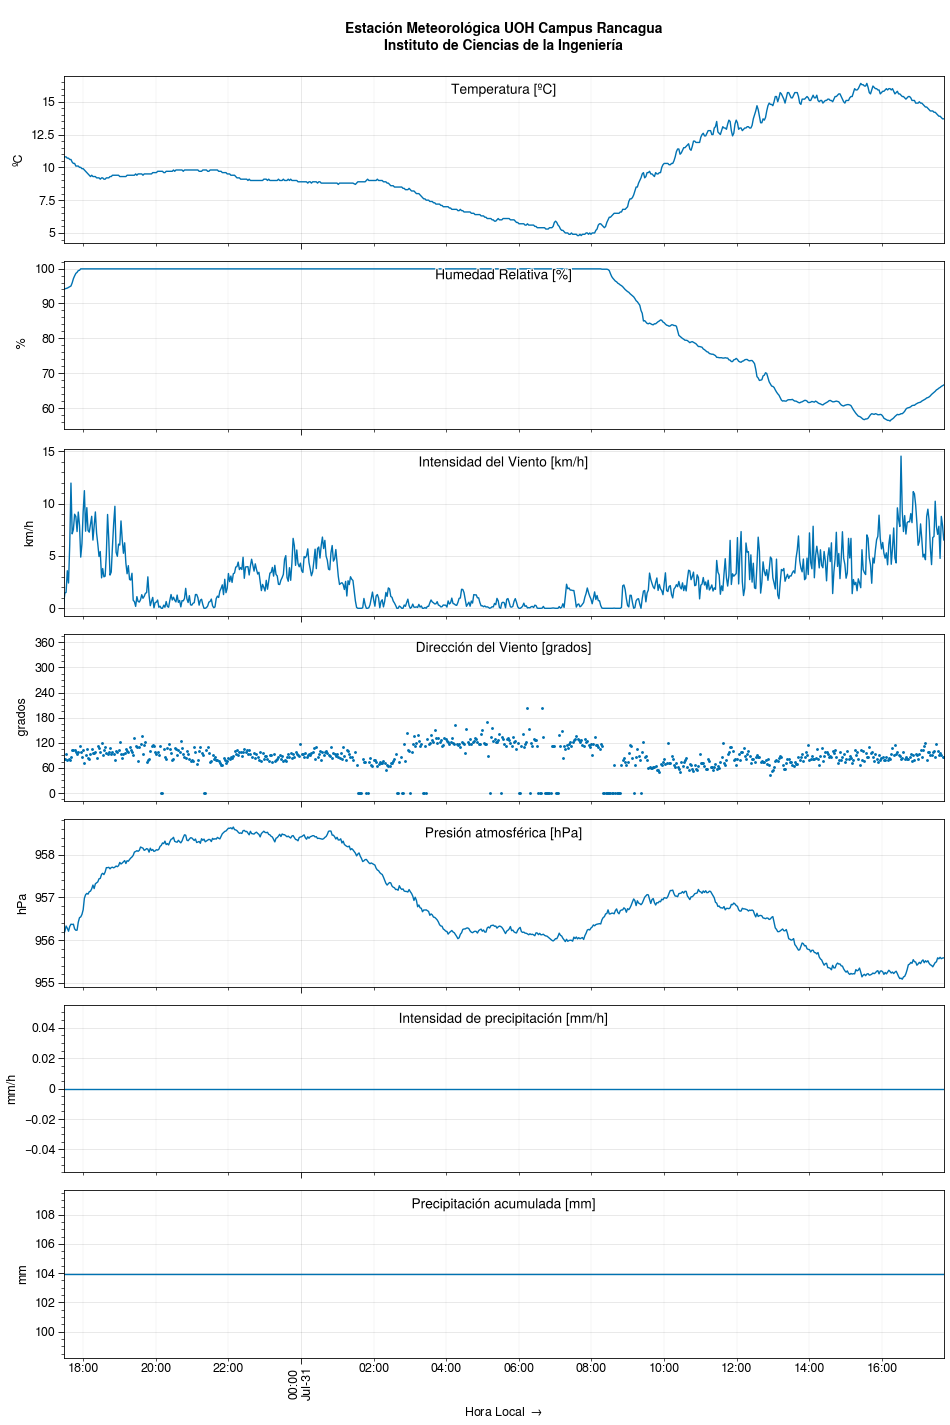 Estación Meteorológica UOH Campus Rancagua
Instituto de Ciencias de la Ingeniería
Temperatura [ºC]
15
12.5
10
7.5
5
ºC
Humedad Relativa [%]
100
90
80
70
60
%
Intensidad del Viento [km/h]
15
10
5
0
km/h
Dirección del Viento [grados]
360
300
240
180
120
60
0
grados
Presión atmosférica [hPa]
958
957
956
955
hPa
Intensidad de precipitación [mm/h]
0.04
0.02
0
−0.02
−0.04
mm/h
Precipitación acumulada [mm]
108
106
104
102
100
mm
18:00 20:00 22:00 00:00 02:00 04:00 06:00 08:00 10:00 12:00 14:00 16:00
Jul-31
Hora Local →